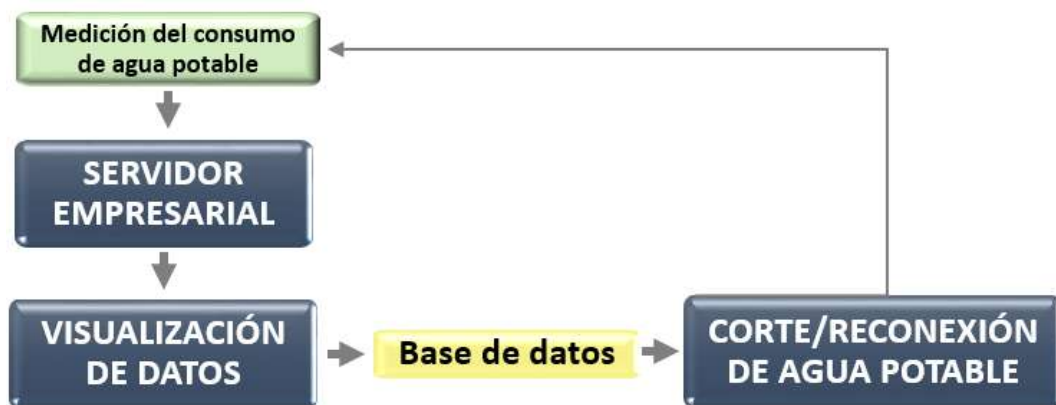 Medición del consumo
de agua potable
SERVIDOR
EMPRESARIAL
VISUALIZACIÓN
DE DATOS
Base de datos
CORTE/RECONEXIÓN
DE AGUA POTABLE